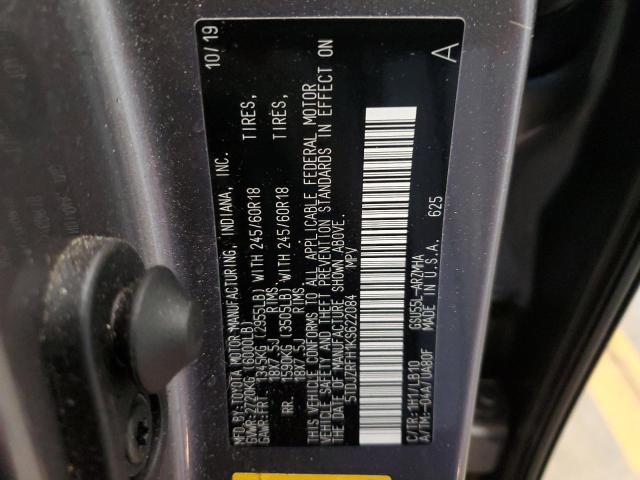 MFD.BY:TOYOTA MOTOR MANUFACTURING, INDIANA, INC. 10/19
GVWR:2720KG (6000LB)
GAWR:FRT. 1345KG (2955LB) WITH 245/60R18 TIRES,
18X7.5J RIMS.
RR. 1590KG (3505LB) WITH 245/60R18 TIRES,
18X7.5J RIMS.
THIS VEHICLE CONFORMS TO ALL APPLICABLE FEDERAL MOTOR
VEHICLE SAFETY AND THEFT PREVENTION STANDARDS IN EFFECT ON
THE DATE OF MANUFACTURE SHOWN ABOVE.
5TDJZRFH7KS622084 MPV
C/TR:1H1/LB10 GSU55L-ARZMHA
A/TM:-04A/UA80F MADE IN U.S.A. 625
A